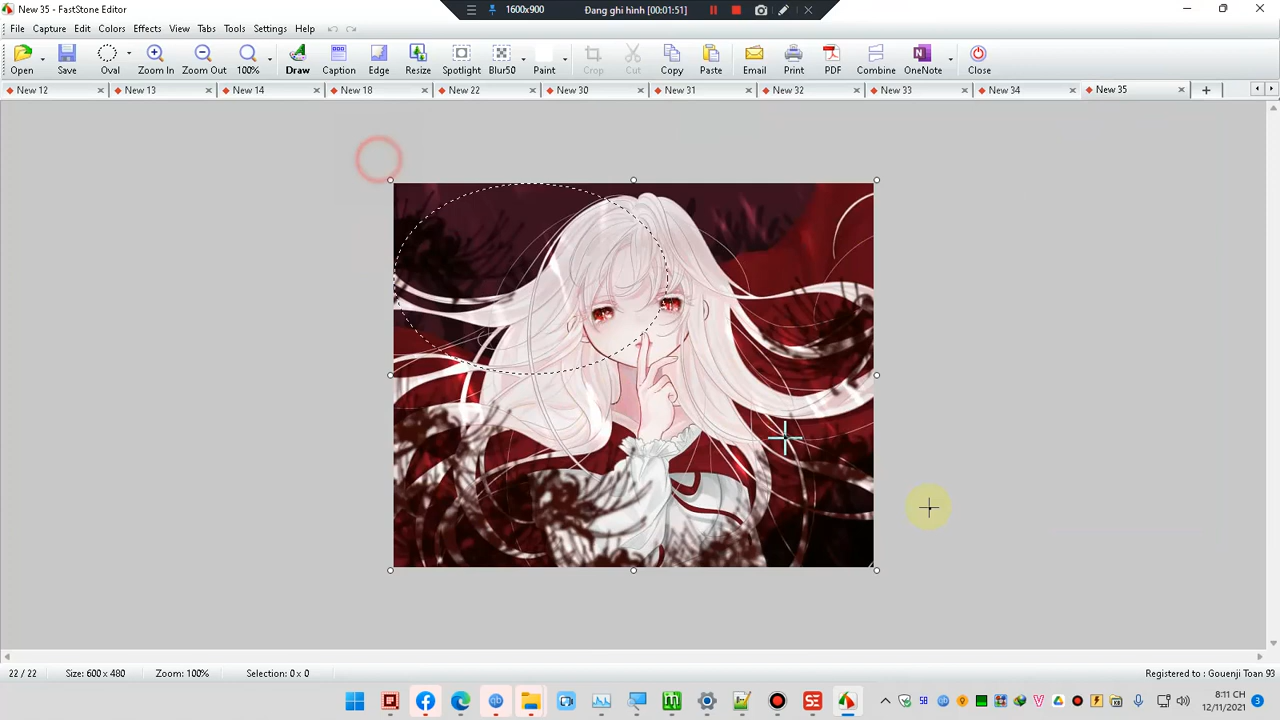 New 35 - FastStone Editor
1600x900
Đang ghi hình [00:01:51]
File Capture Edit Colors Effects View Tabs Tools Settings Help
Open Save Oval Zoom In Zoom Out 100% Draw Caption Edge Resize Spotlight Blur50 Paint Crop Cut Copy Paste Email Print PDF Combine OneNote Close
New 12 New 13 New 14 New 18 New 22 New 30 New 31 New 32 New 33 New 34 New 35
22 / 22 Size: 600 x 480 Zoom: 100% Selection: 0 x 0 Registered to : Gouenji Toan 93
8:11 CH
12/11/2021